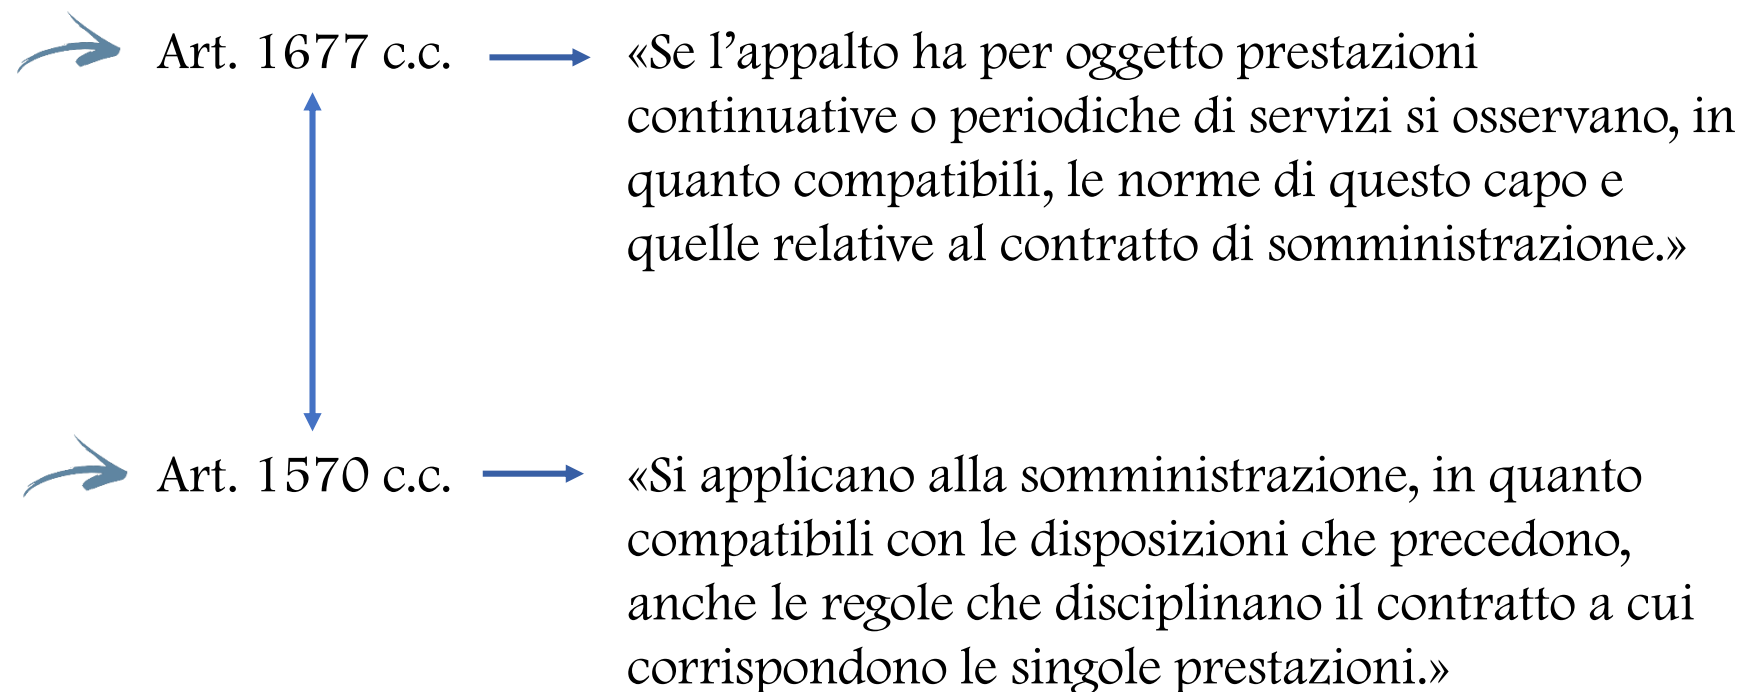 Art. 1677 c.c.
«Se l’appalto ha per oggetto prestazioni
continuative o periodiche di servizi si osservano, in
quanto compatibili, le norme di questo capo e
quelle relative al contratto di somministrazione.»
Art. 1570 c.c.
«Si applicano alla somministrazione, in quanto
compatibili con le disposizioni che precedono,
anche le regole che disciplinano il contratto a cui
corrispondono le singole prestazioni.»